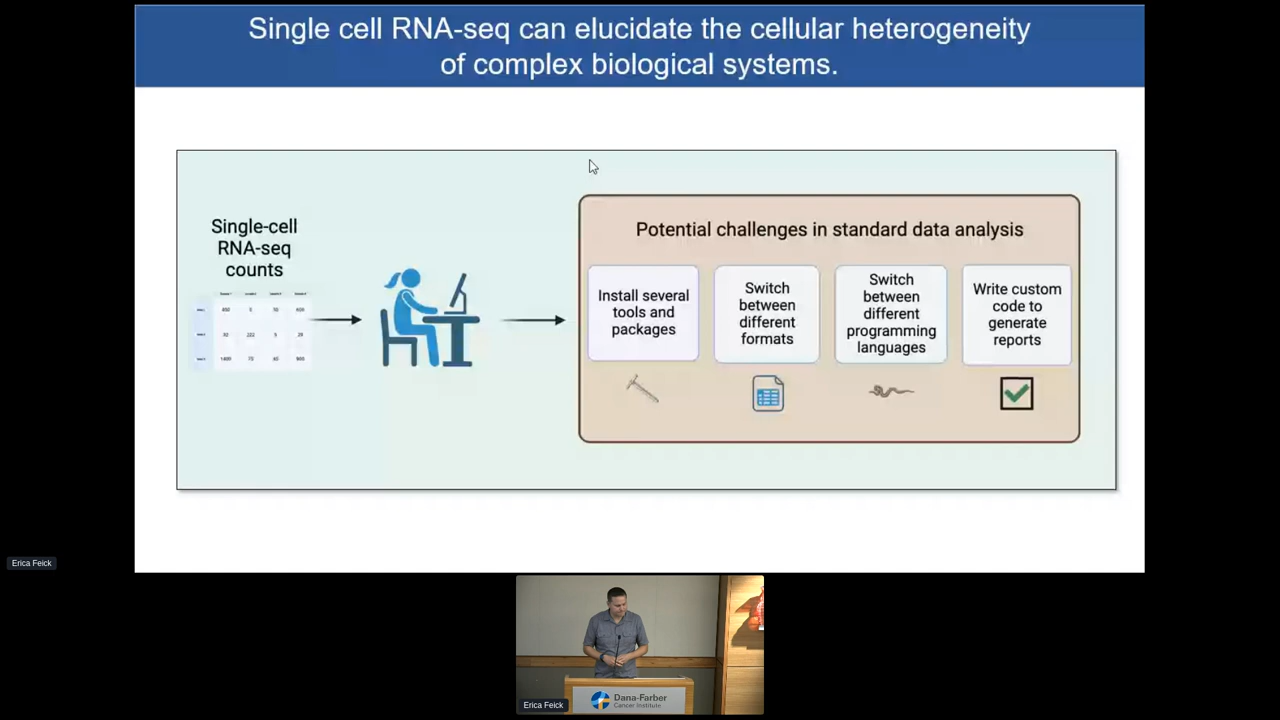 Single cell RNA-seq can elucidate the cellular heterogeneity
of complex biological systems.
Single-cell
RNA-seq
counts
Potential challenges in standard data analysis
Install several
tools and
packages
Switch
between
different
formats
Switch
between
different
programming
languages
Write custom
code to
generate
reports
Erica Feick
Erica Feick
Dana-Farber
Cancer Institute